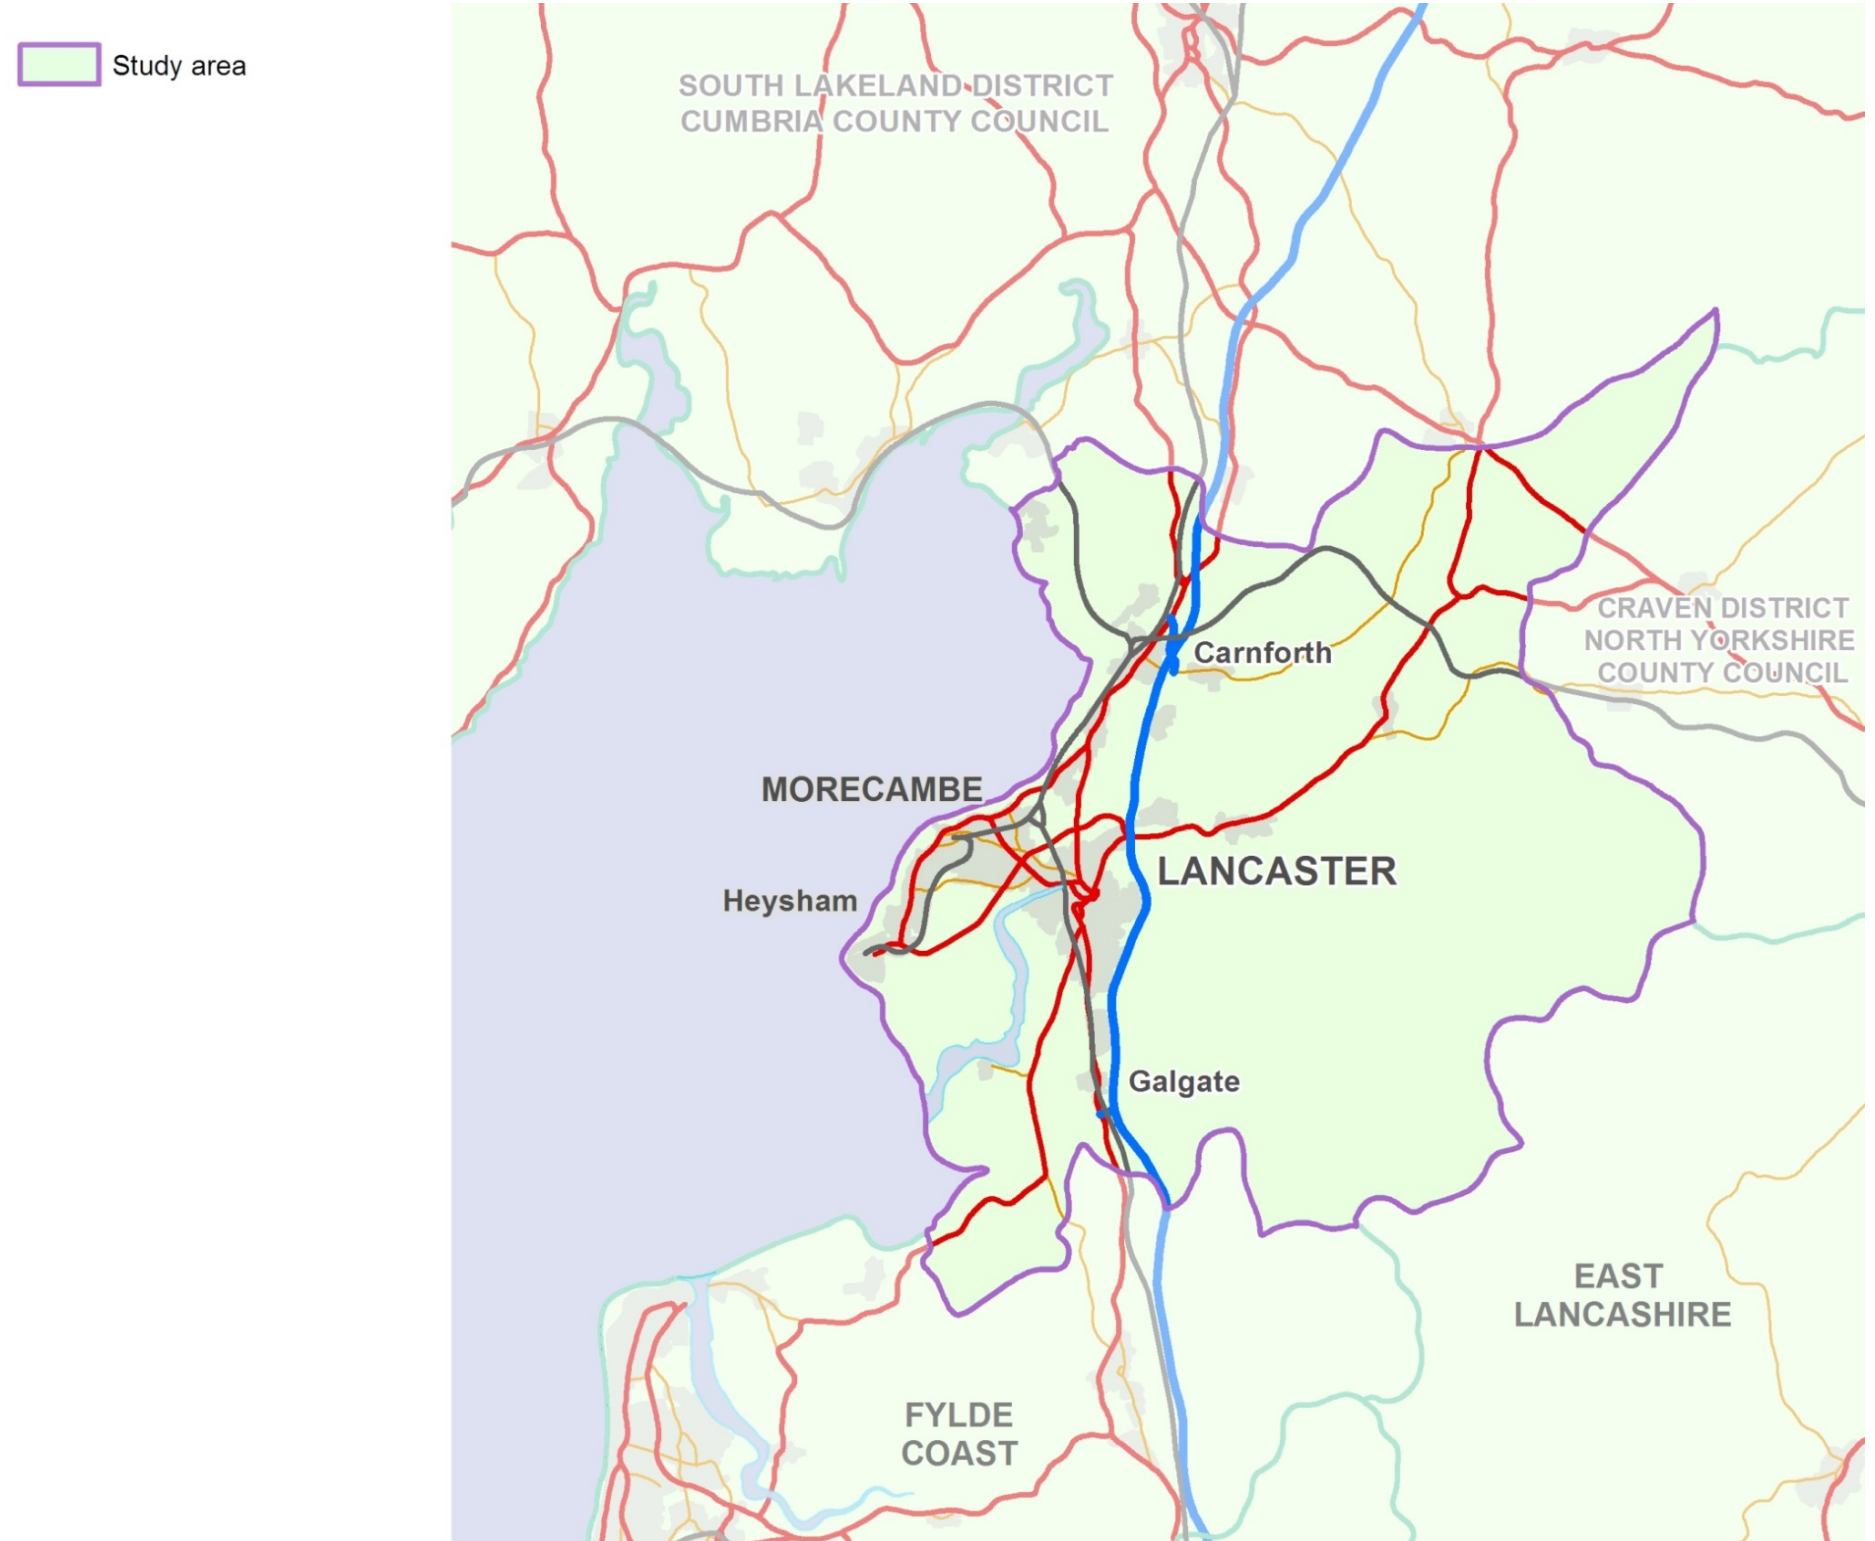 Study area
SOUTH LAKELAND DISTRICT
CUMBRIA COUNTY COUNCIL
CRAVEN DISTRICT
NORTH YORKSHIRE
COUNTY COUNCIL
Carnforth
MORECAMBE
LANCASTER
Heysham
Galgate
EAST
LANCASHIRE
FYLDE
COAST